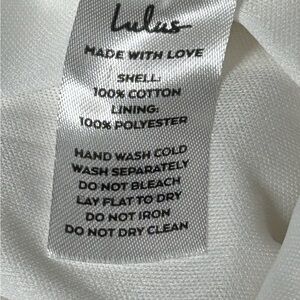 Lulus
MADE WITH LOVE
SHELL:
100% COTTON
LINING:
100% POLYESTER
HAND WASH COLD
WASH SEPARATELY
DO NOT BLEACH
LAY FLAT TO DRY
DO NOT IRON
DO NOT DRY CLEAN